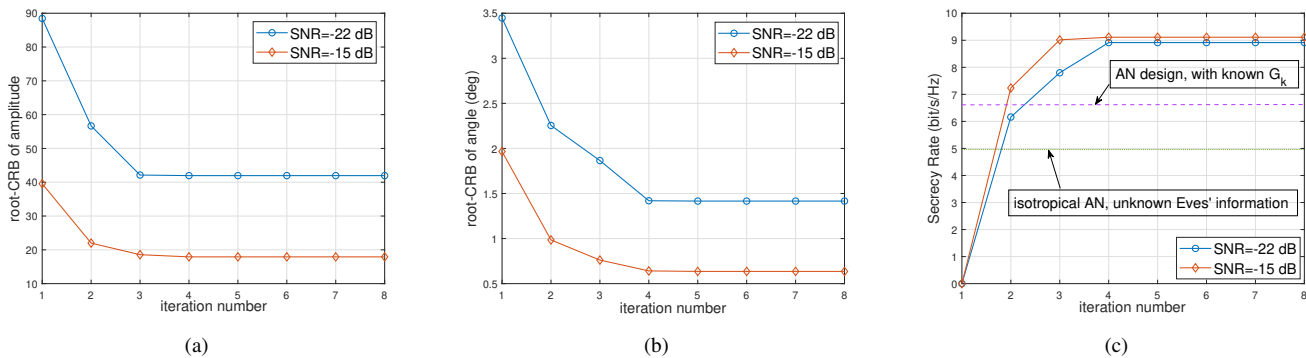 90
80
70
60
50
40
30
20
10
1 2 3 4 5 6 7 8
root-CRB of amplitude
iteration number
SNR=-22 dB
SNR=-15 dB
(a)
3.5
3
2.5
2
1.5
1
0.5
1 2 3 4 5 6 7 8
root-CRB of angle (deg)
iteration number
SNR=-22 dB
SNR=-15 dB
(b)
10
9
8
7
6
5
4
3
2
1
0
1 2 3 4 5 6 7 8
Secrecy Rate (bit/s/Hz)
iteration number
AN design, with known G_k
isotropical AN, unknown Eves' information
SNR=-22 dB
SNR=-15 dB
(c)